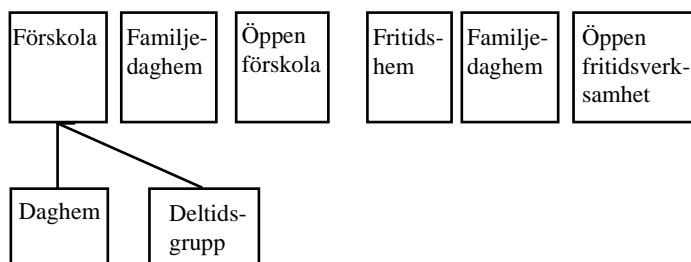 Förskola
Familje-
daghem
Öppen
förskola
Fritids-
hem
Familje-
daghem
Öppen
fritidsverk-
samhet
Daghem
Deltids-
grupp